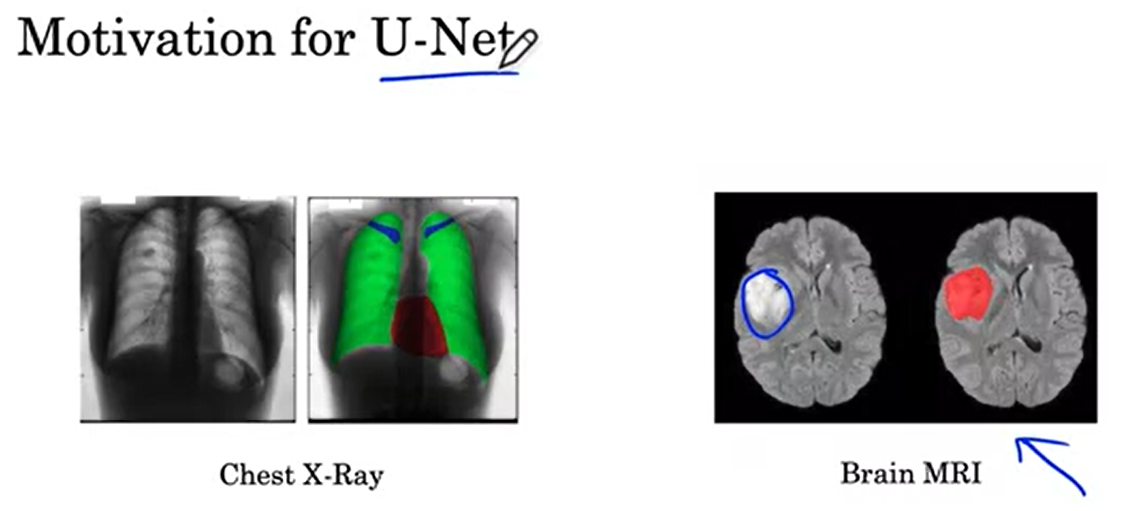 Motivation for U-Net
Chest X-Ray
Brain MRI